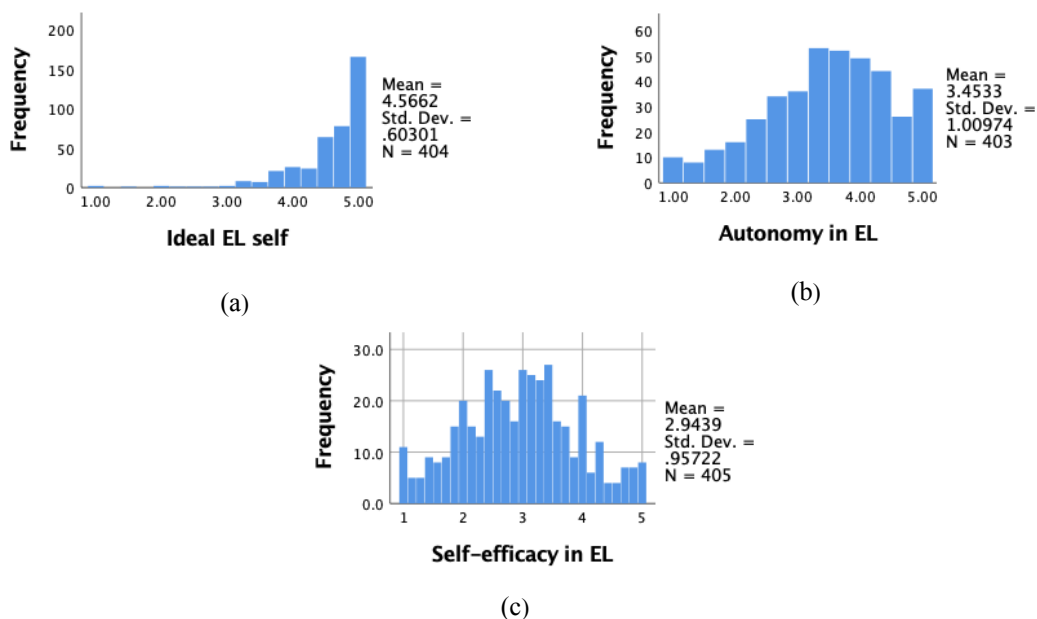 200
150
100
50
0
Frequency
1.00 2.00 3.00 4.00 5.00
Ideal EL self
Mean =
4.5662
Std. Dev. =
.60301
N = 404
(a)
60
50
40
30
20
10
0
Frequency
1.00 2.00 3.00 4.00 5.00
Autonomy in EL
Mean =
3.4533
Std. Dev. =
1.00974
N = 403
(b)
30.0
20.0
10.0
0.0
Frequency
1 2 3 4 5
Self-efficacy in EL
Mean =
2.9439
Std. Dev. =
.95722
N = 405
(c)